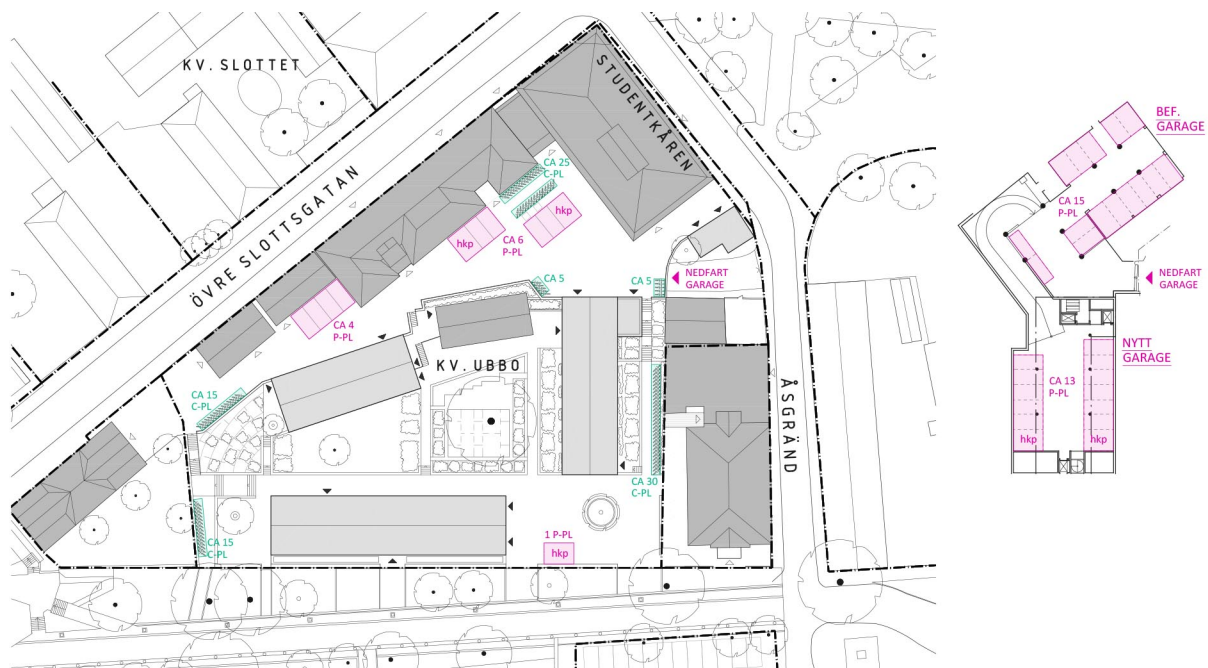 KV. SLOTTET
STUDENTKÅREN
ÖVRE SLOTTSGATAN
CA 25
C-PL
hkp
hkp
CA 6
P-PL
CA 5
CA 5
NEDFART
GARAGE
CA 4
P-PL
KV. UBBO
CA 15
C-PL
ÅSGRÄND
CA 30
C-PL
CA 15
C-PL
1 P-PL
hkp
BEF.
GARAGE
CA 15
P-PL
NEDFART
GARAGE
NYTT
GARAGE
CA 13
P-PL
hkp
hkp